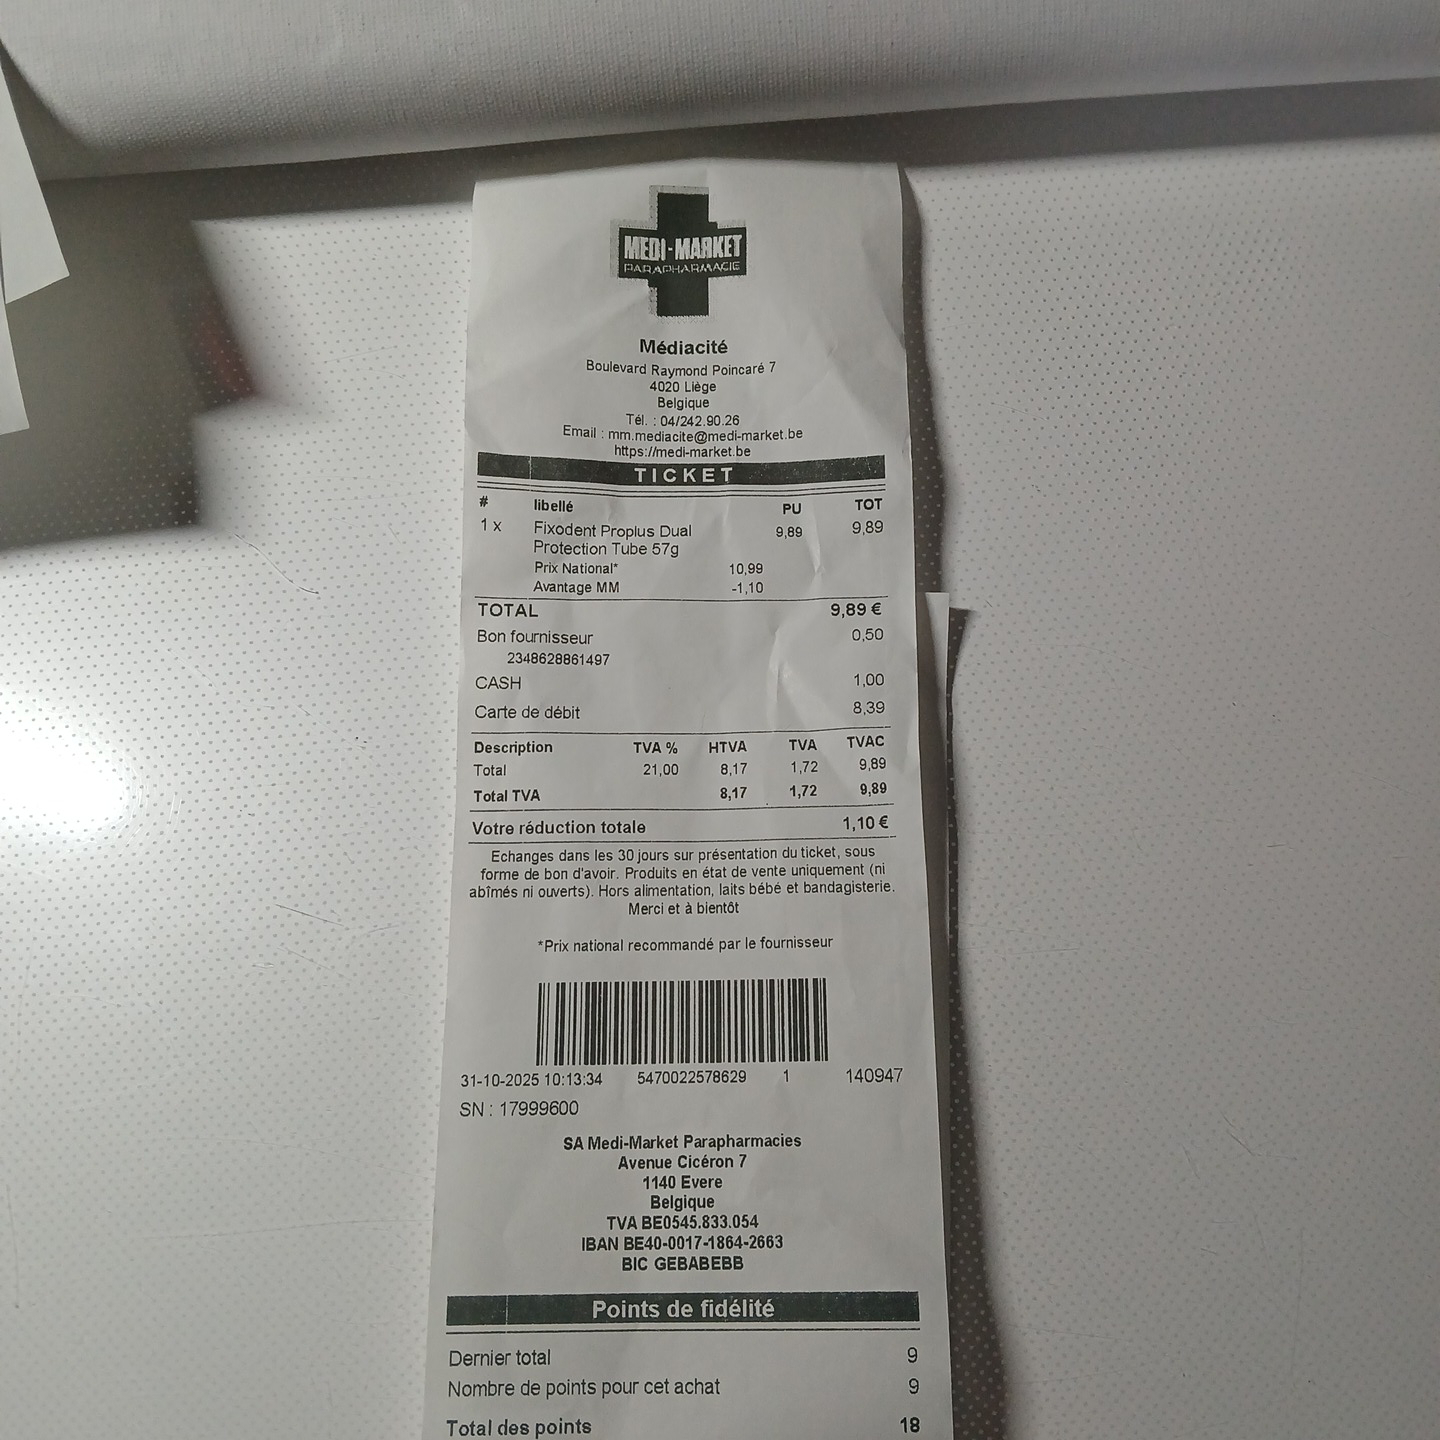 MEDI-MARKET
PARAPHARMACIE
Médiacité
Boulevard Raymond Poincaré 7
4020 Liège
Belgique
Tél. : 04/242.90.26
Email : mm.mediacite@medi-market.be
https://medi-market.be
TICKET
# libellé PU TOT
1 x Fixodent Proplus Dual 9,89 9,89
Protection Tube 57g
Prix National* 10,99
Avantage MM -1,10
TOTAL 9,89 €
Bon fournisseur 0,50
2348628861497
CASH 1,00
Carte de débit 8,39
Description TVA % HTVA TVA TVAC
Total 21,00 8,17 1,72 9,89
Total TVA 8,17 1,72 9,89
Votre réduction totale 1,10 €
Echanges dans les 30 jours sur présentation du ticket, sous
forme de bon d'avoir. Produits en état de vente uniquement (ni
abîmés ni ouverts). Hors alimentation, laits bébé et bandagisterie.
Merci et à bientôt
*Prix national recommandé par le fournisseur
31-10-2025 10:13:34 5470022578629 1 140947
SN : 17999600
SA Medi-Market Parapharmacies
Avenue Cicéron 7
1140 Evere
Belgique
TVA BE0545.833.054
IBAN BE40-0017-1864-2663
BIC GEBABEBB
Points de fidélité
Dernier total 9
Nombre de points pour cet achat 9
Total des points 18